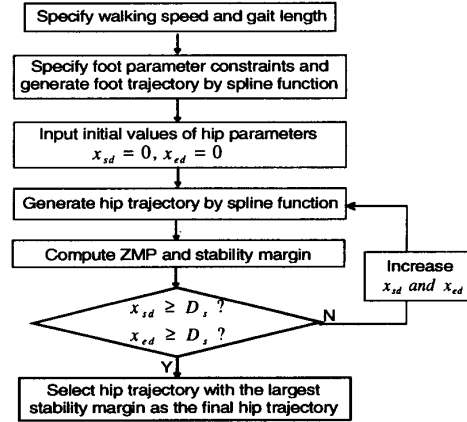 Specify walking speed and gait length
Specify foot parameter constraints and
generate foot trajectory by spline function
Input initial values of hip parameters
x_sd = 0, x_ed = 0
Generate hip trajectory by spline function
Compute ZMP and stability margin
Increase
x_sd and x_ed
x_sd ≥ D_s ?
x_ed ≥ D_s ?
N
Y
Select hip trajectory with the largest
stability margin as the final hip trajectory